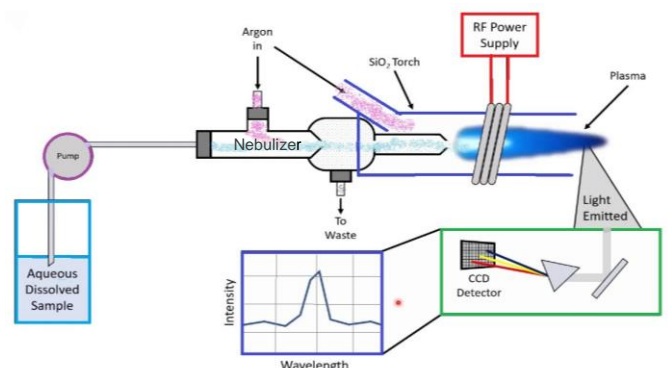 Argon
in
RF Power
Supply
SiO₂ Torch
Plasma
Pump
Nebulizer
Light
Emitted
To
Waste
Aqueous
Dissolved
Sample
Intensity
Wavelength
CCD
Detector